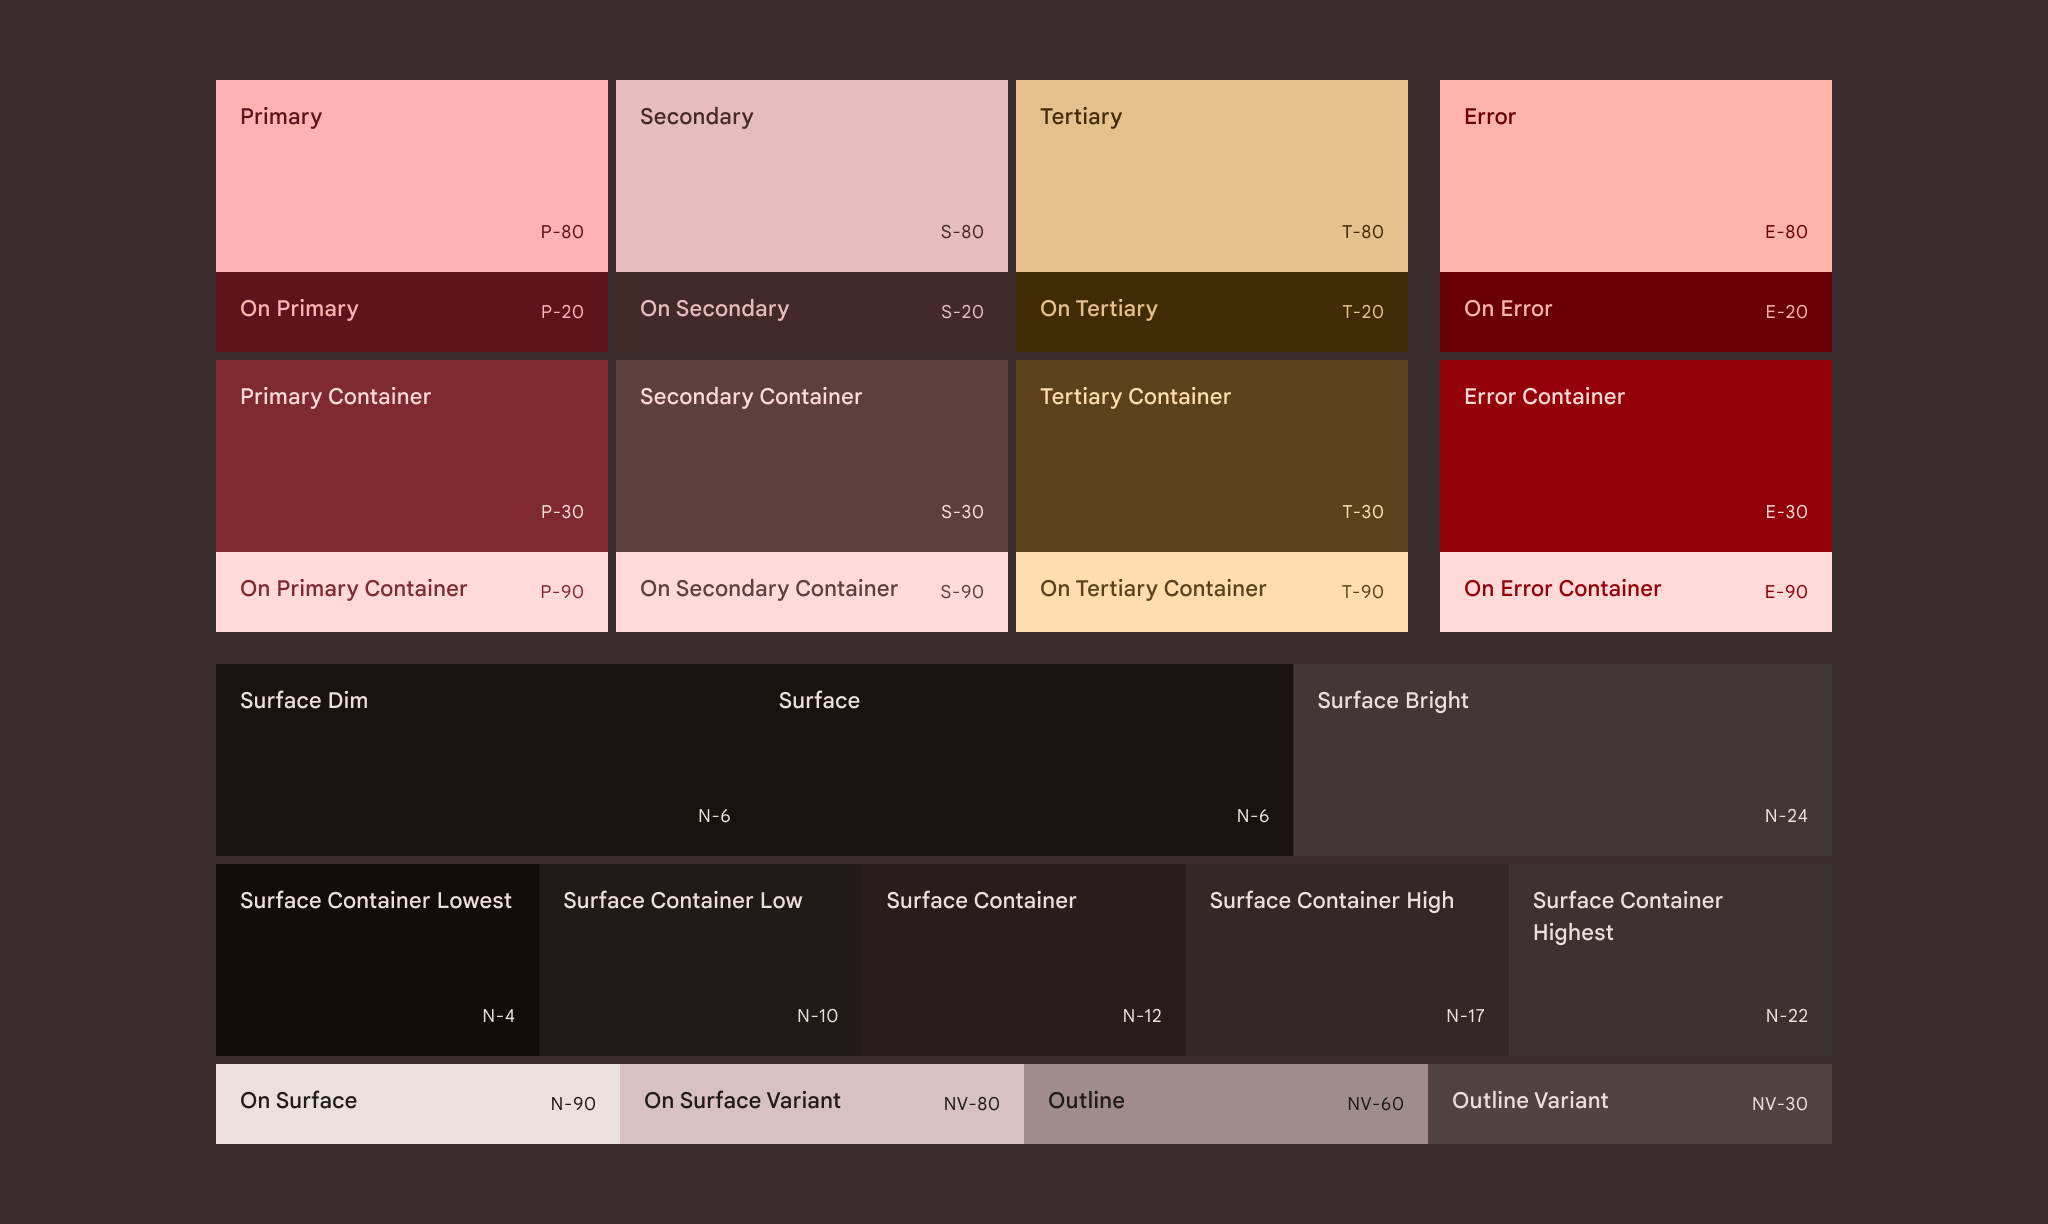 Primary
P-80
Secondary
S-80
Tertiary
T-80
Error
E-80
On Primary
P-20
On Secondary
S-20
On Tertiary
T-20
On Error
E-20
Primary Container
P-30
Secondary Container
S-30
Tertiary Container
T-30
Error Container
E-30
On Primary Container
P-90
On Secondary Container
S-90
On Tertiary Container
T-90
On Error Container
E-90
Surface Dim
N-6
Surface
N-6
Surface Bright
N-24
Surface Container Lowest
N-4
Surface Container Low
N-10
Surface Container
N-12
Surface Container High
N-17
Surface Container
Highest
N-22
On Surface
N-90
On Surface Variant
NV-80
Outline
NV-60
Outline Variant
NV-30